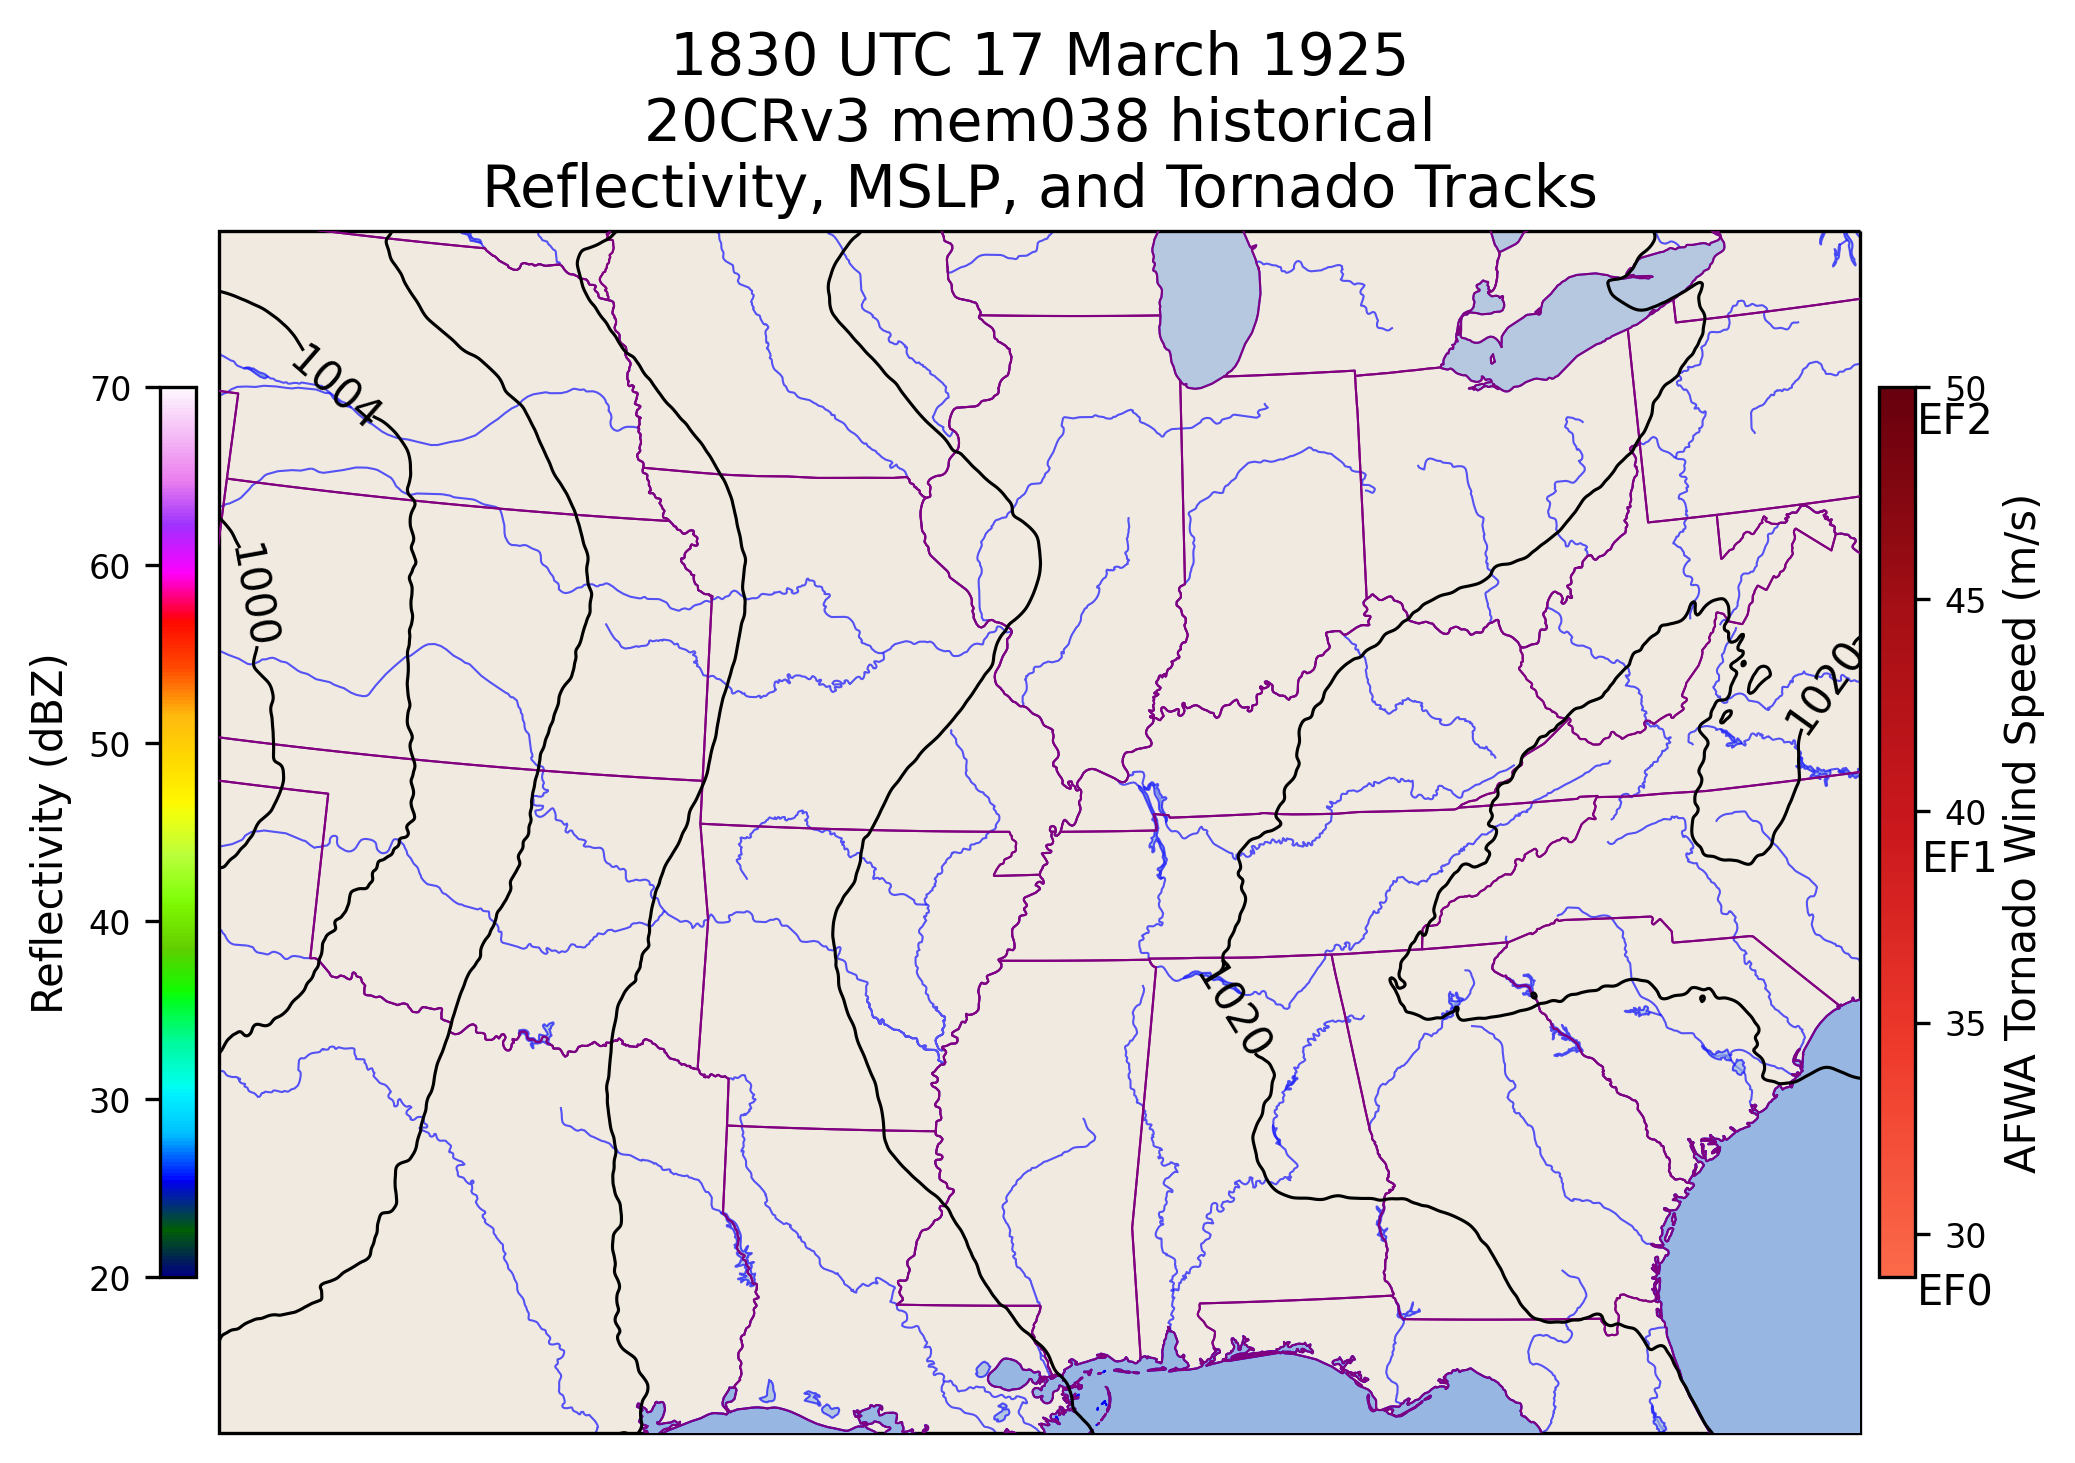 1830 UTC 17 March 1925
20CRv3 mem038 historical
Reflectivity, MSLP, and Tornado Tracks
1004
1000
1020
1020
70
60
50
40
30
20
Reflectivity (dBZ)
50
EF2
45
40
EF1
35
30
EF0
AFWA Tornado Wind Speed (m/s)